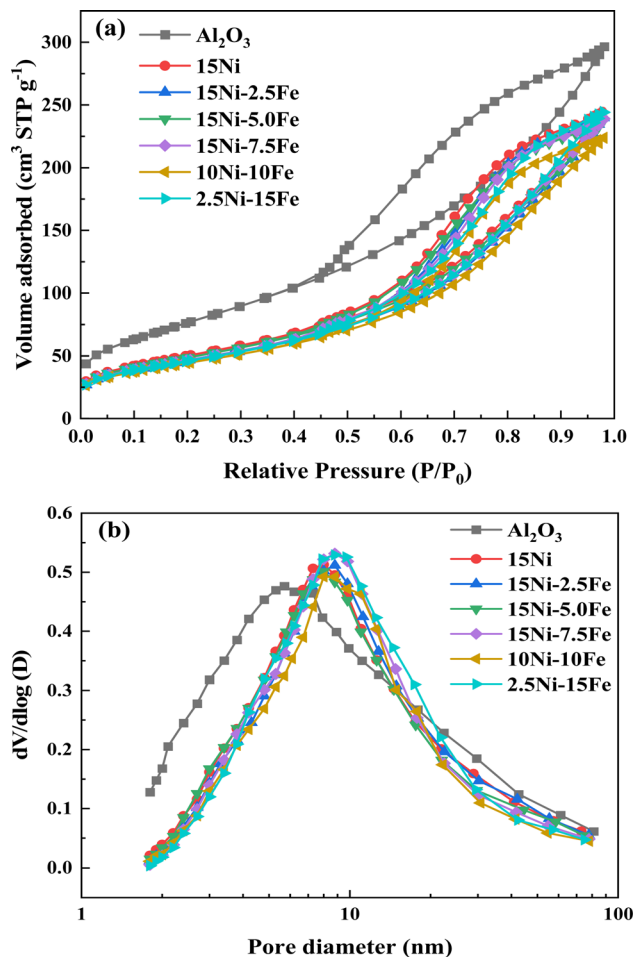 (a)
Al₂O₃
15Ni
15Ni-2.5Fe
15Ni-5.0Fe
15Ni-7.5Fe
10Ni-10Fe
2.5Ni-15Fe
Volume adsorbed (cm³ STP g⁻¹)
300
250
200
150
100
50
0
0.0 0.1 0.2 0.3 0.4 0.5 0.6 0.7 0.8 0.9 1.0
Relative Pressure (P/P₀)
(b)
Al₂O₃
15Ni
15Ni-2.5Fe
15Ni-5.0Fe
15Ni-7.5Fe
10Ni-10Fe
2.5Ni-15Fe
dV/dlog (D)
0.6
0.5
0.4
0.3
0.2
0.1
0.0
1 10 100
Pore diameter (nm)